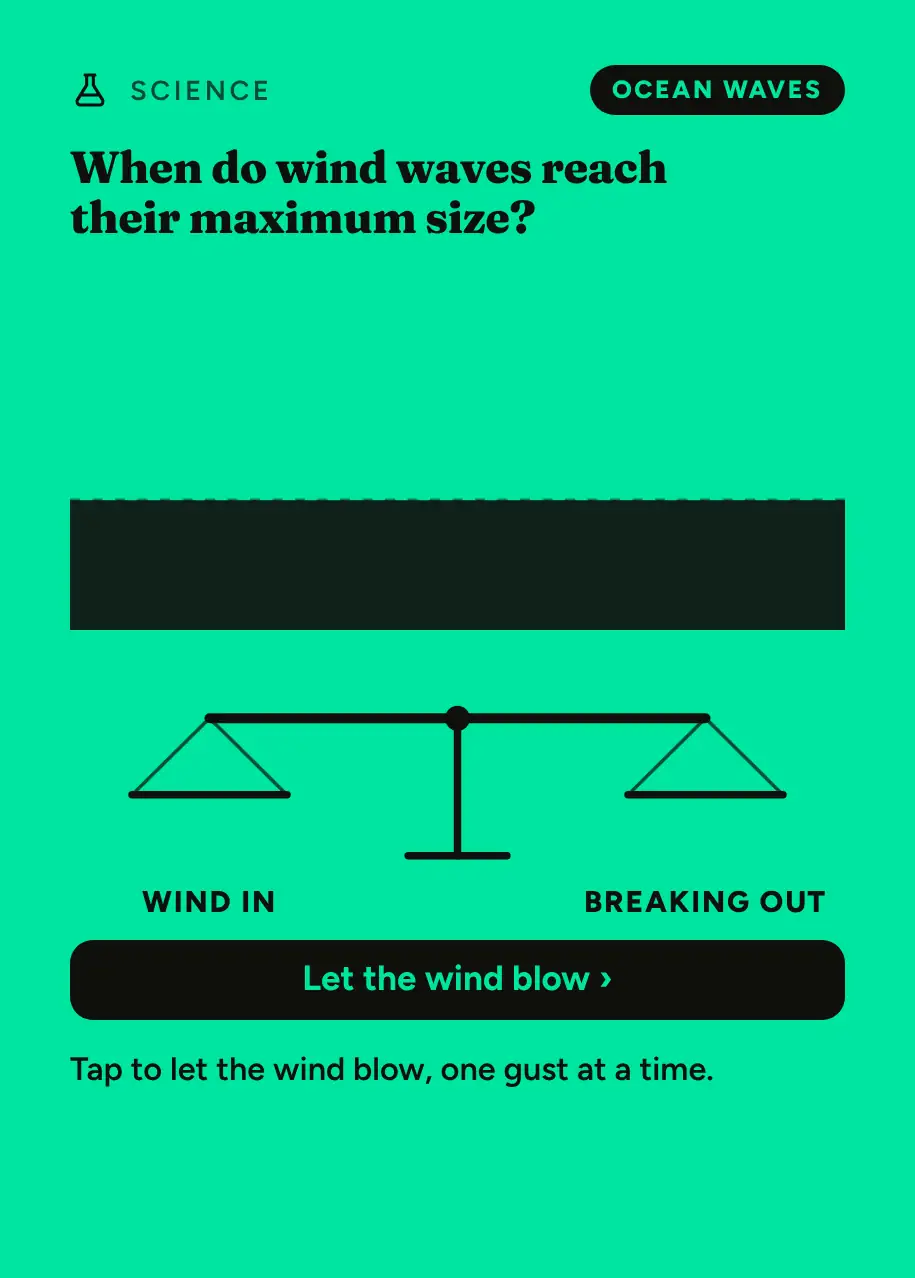 SCIENCE
OCEAN WAVES
When do wind waves reach
their maximum size?
WIND IN
BREAKING OUT
Let the wind blow ›
Tap to let the wind blow, one gust at a time.